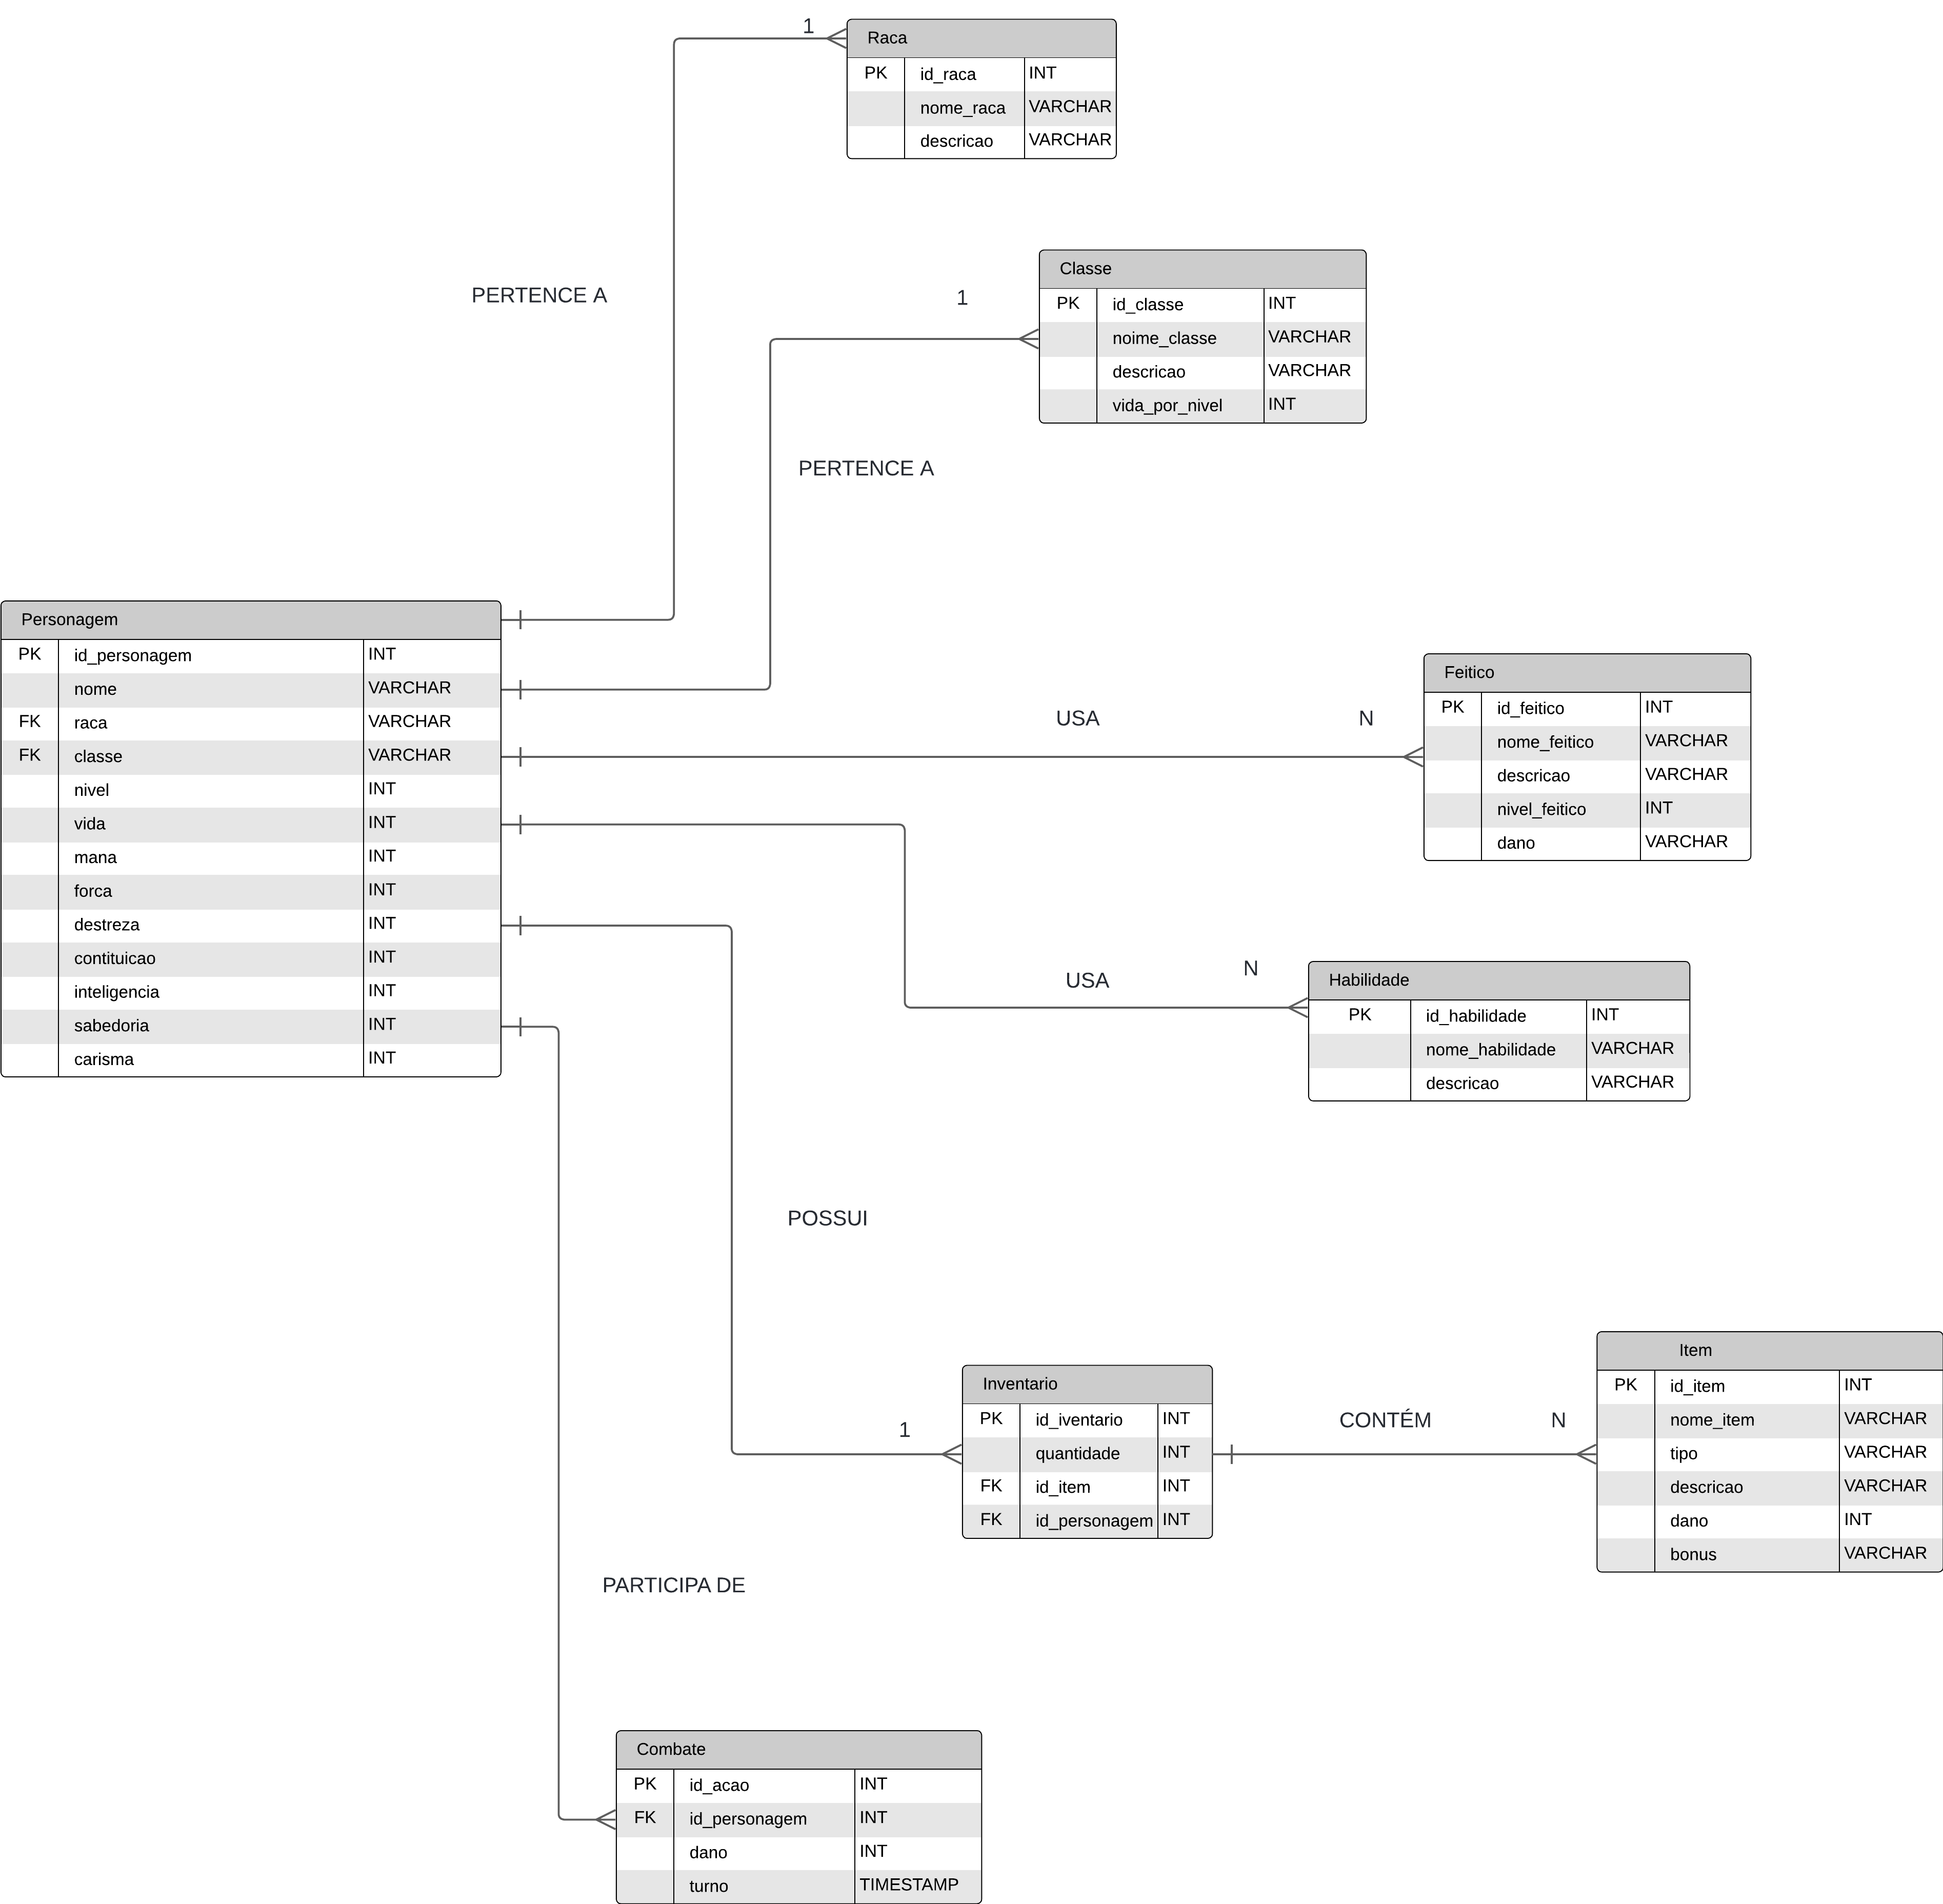 1
Raca
PK id_raca INT
nome_raca VARCHAR
descricao VARCHAR
PERTENCE A
1
Classe
PK id_classe INT
noime_classe VARCHAR
descricao VARCHAR
vida_por_nivel INT
PERTENCE A
Personagem
PK id_personagem INT
nome VARCHAR
FK raca VARCHAR
FK classe VARCHAR
nivel INT
vida INT
mana INT
forca INT
destreza INT
contituicao INT
inteligencia INT
sabedoria INT
carisma INT
USA
N
Feitico
PK id_feitico INT
nome_feitico VARCHAR
descricao VARCHAR
nivel_feitico INT
dano VARCHAR
USA
N
Habilidade
PK id_habilidade INT
nome_habilidade VARCHAR
descricao VARCHAR
POSSUI
1
Inventario
PK id_iventario INT
quantidade INT
FK id_item INT
FK id_personagem INT
CONTÉM
N
Item
PK id_item INT
nome_item VARCHAR
tipo VARCHAR
descricao VARCHAR
dano INT
bonus VARCHAR
PARTICIPA DE
Combate
PK id_acao INT
FK id_personagem INT
dano INT
turno TIMESTAMP